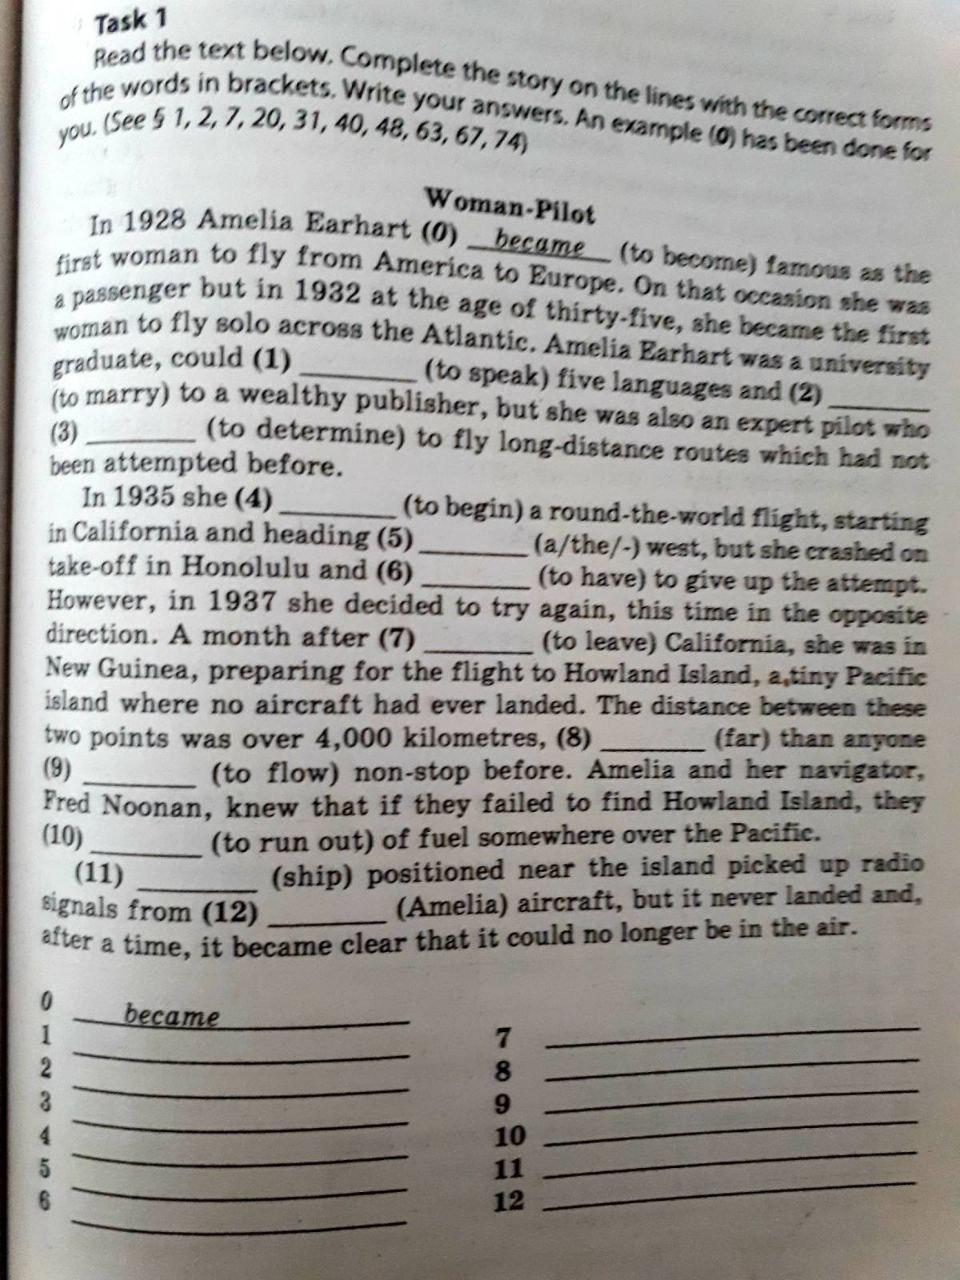 Task 1
Read the text below. Complete the story on the lines with the correct forms
of the words in brackets. Write your answers. An example (0) has been done for
you. (See § 1, 2, 7, 20, 31, 40, 48, 63, 67, 74)
Woman-Pilot
In 1928 Amelia Earhart (0) became (to become) famous as the
first woman to fly from America to Europe. On that occasion she was
a passenger but in 1932 at the age of thirty-five, she became the first
woman to fly solo across the Atlantic. Amelia Earhart was a university
graduate, could (1) ________ (to speak) five languages and (2) ________
(to marry) to a wealthy publisher, but she was also an expert pilot who
(3) ________ (to determine) to fly long-distance routes which had not
been attempted before.
In 1935 she (4) ________ (to begin) a round-the-world flight, starting
in California and heading (5) ________ (a/the/-) west, but she crashed on
take-off in Honolulu and (6) ________ (to have) to give up the attempt.
However, in 1937 she decided to try again, this time in the opposite
direction. A month after (7) ________ (to leave) California, she was in
New Guinea, preparing for the flight to Howland Island, a tiny Pacific
island where no aircraft had ever landed. The distance between these
two points was over 4,000 kilometres, (8) ________ (far) than anyone
(9) ________ (to flow) non-stop before. Amelia and her navigator,
Fred Noonan, knew that if they failed to find Howland Island, they
(10) ________ (to run out) of fuel somewhere over the Pacific.
(11) ________ (ship) positioned near the island picked up radio
signals from (12) ________ (Amelia) aircraft, but it never landed and,
after a time, it became clear that it could no longer be in the air.
0 became
1
2
3
4
5
6
7
8
9
10
11
12